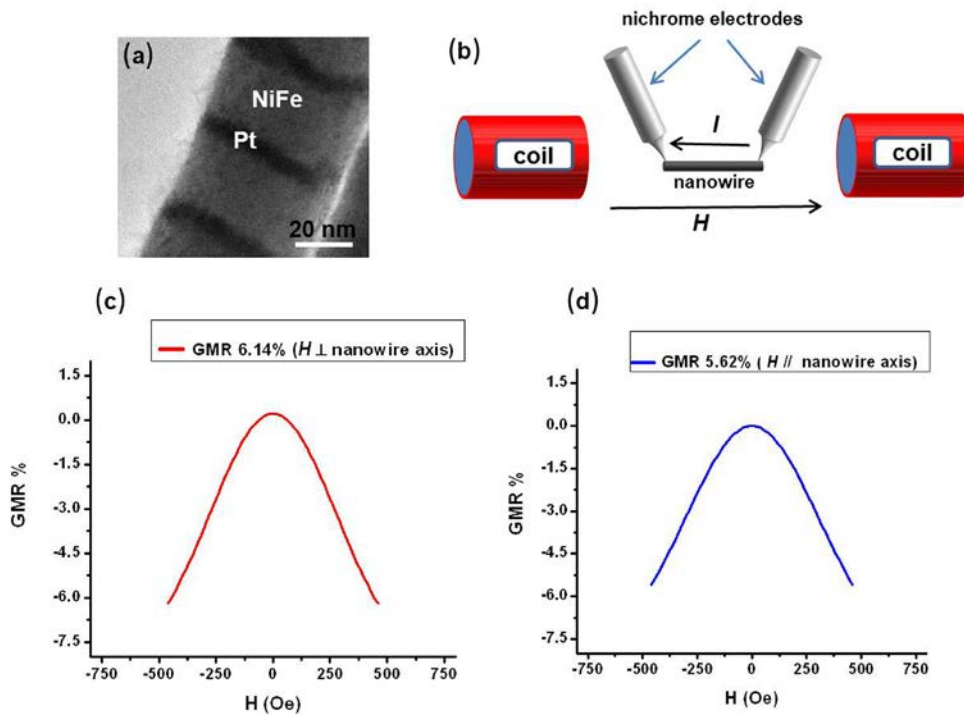 (a)
NiFe
Pt
20 nm
(b)
nichrome electrodes
I
coil
coil
nanowire
H
(c)
GMR 6.14% (H ⊥ nanowire axis)
1.5
0.0
-1.5
-3.0
-4.5
-6.0
-7.5
GMR %
-750 -500 -250 0 250 500 750
H (Oe)
(d)
GMR 5.62% ( H // nanowire axis)
1.5
0.0
-1.5
-3.0
-4.5
-6.0
-7.5
GMR %
-750 -500 -250 0 250 500 750
H (Oe)